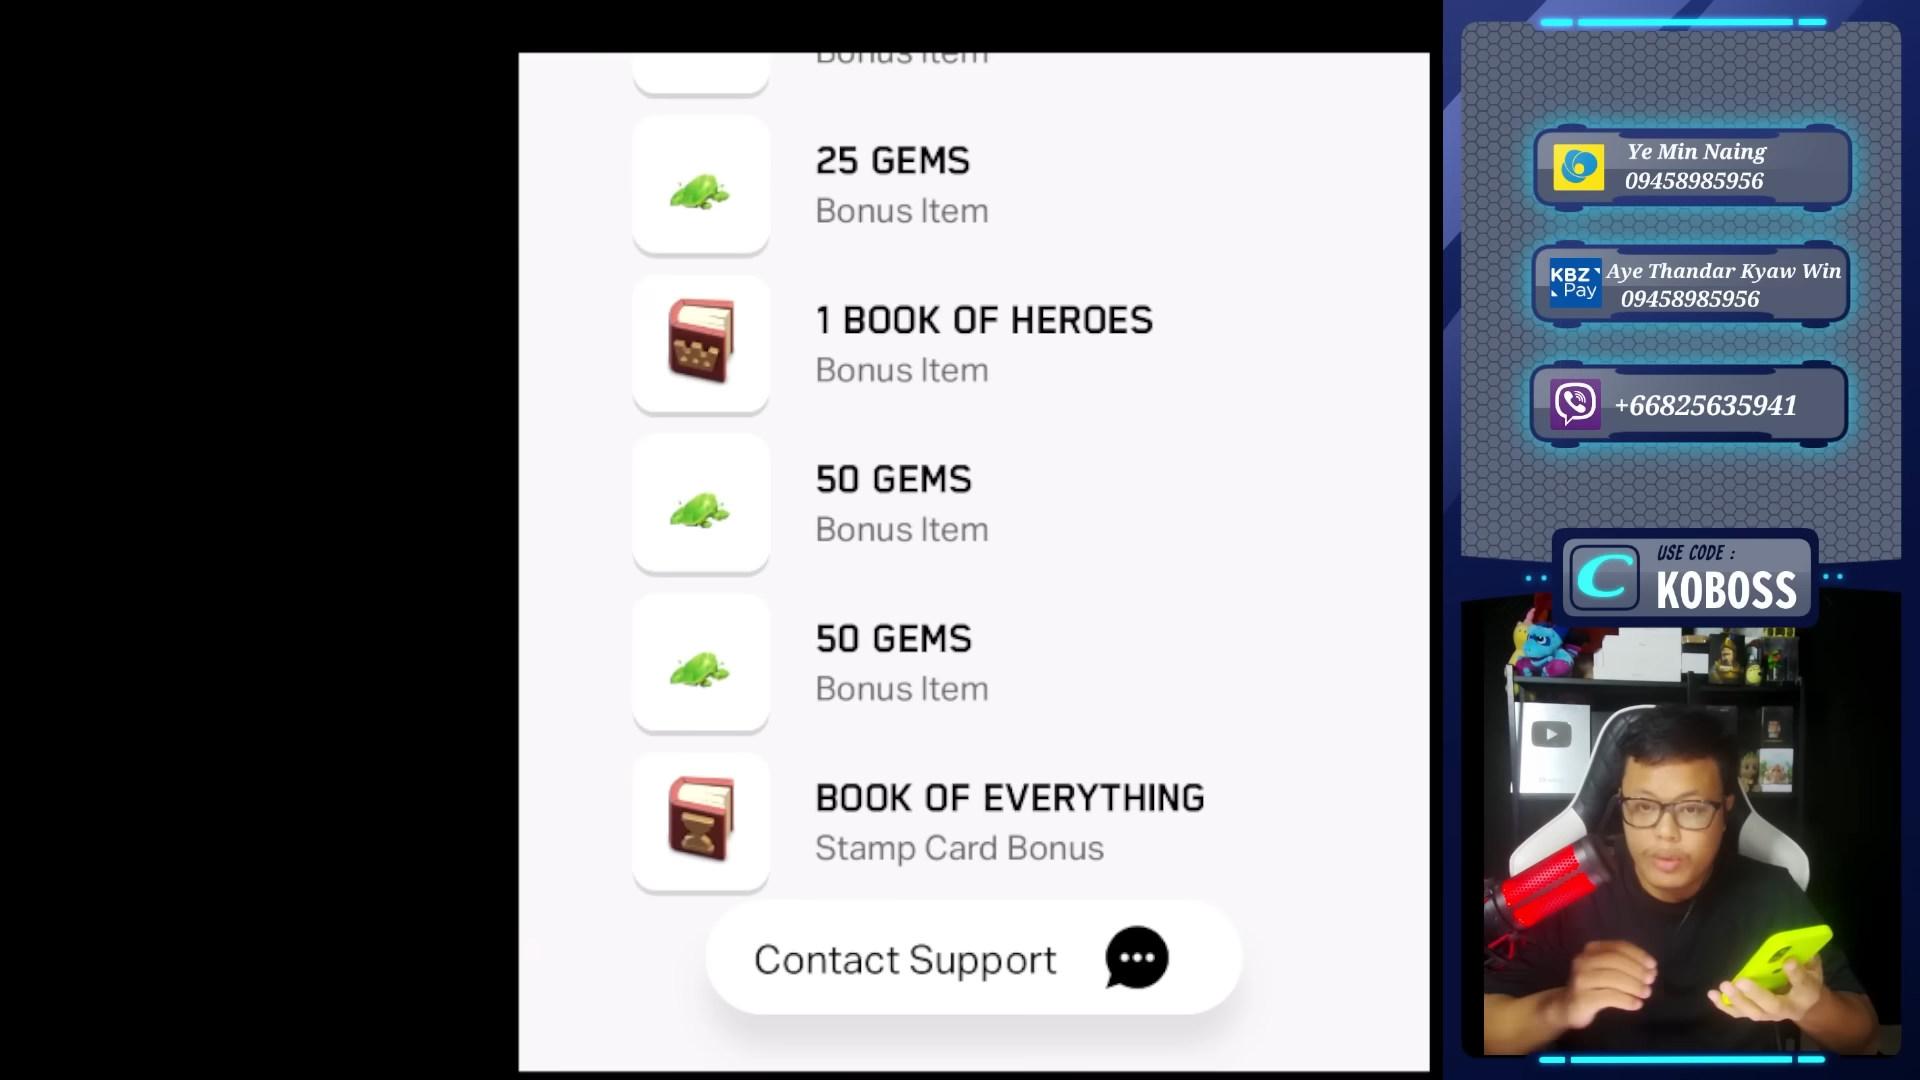 Bonus Item
25 GEMS
Bonus Item
1 BOOK OF HEROES
Bonus Item
50 GEMS
Bonus Item
50 GEMS
Bonus Item
BOOK OF EVERYTHING
Stamp Card Bonus
Contact Support
Ye Min Naing
09458985956
KBZ
Pay
Aye Thandar Kyaw Win
09458985956
+66825635941
USE CODE :
C
KOBOSS